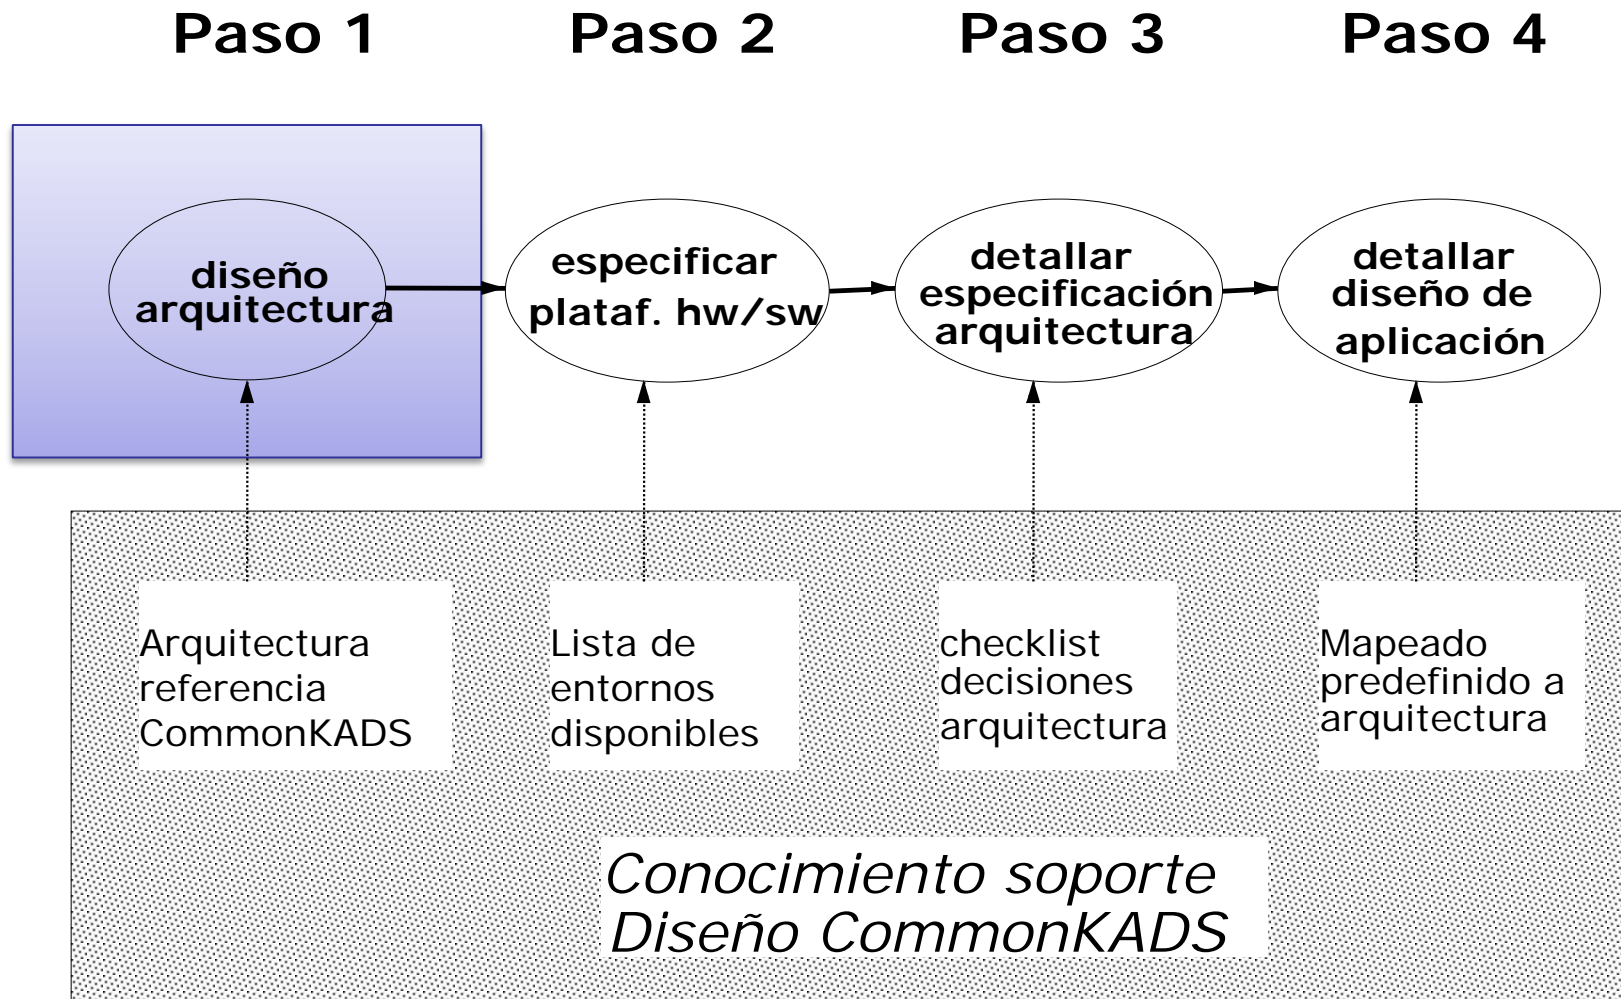 Paso 1
Paso 2
Paso 3
Paso 4
diseño
arquitectura
especificar
plataf. hw/sw
detallar
especificación
arquitectura
detallar
diseño de
aplicación
Arquitectura
referencia
CommonKADS
Lista de
entornos
disponibles
checklist
decisiones
arquitectura
Mapeado
predefinido a
arquitectura
Conocimiento soporte
Diseño CommonKADS